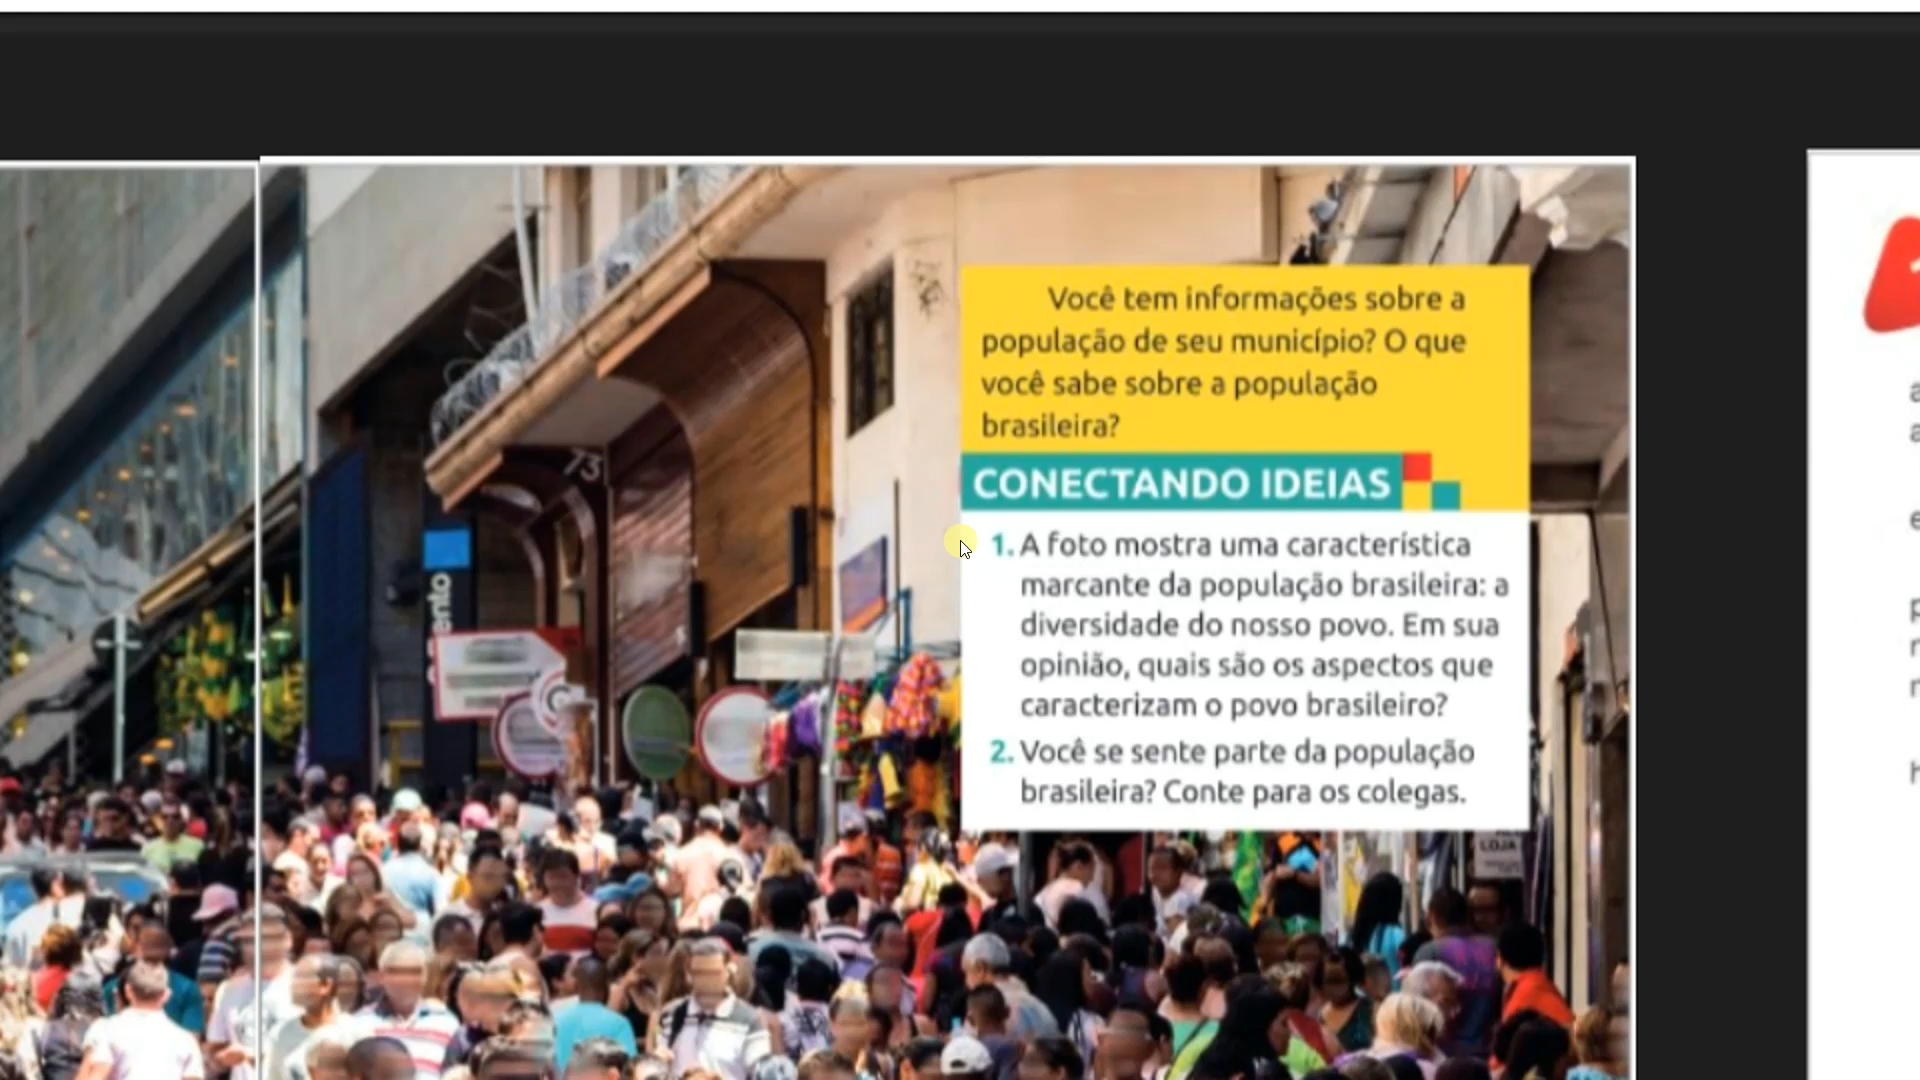 Você tem informações sobre a
população de seu município? O que
você sabe sobre a população
brasileira?
CONECTANDO IDEIAS
1. A foto mostra uma característica
marcante da população brasileira: a
diversidade do nosso povo. Em sua
opinião, quais são os aspectos que
caracterizam o povo brasileiro?
2. Você se sente parte da população
brasileira? Conte para os colegas.
73
ento
LOJA